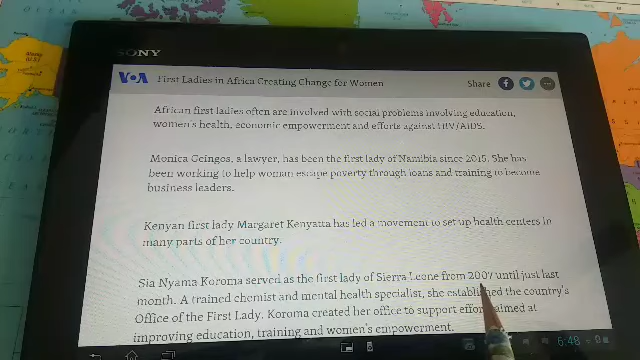 SONY
VOA First Ladies in Africa Creating Change for Women Share
African first ladies often are involved with social problems involving education,
women's health, economic empowerment and efforts against HIV/AIDS.
Monica Geingos, a lawyer, has been the first lady of Namibia since 2015. She has
been working to help woman escape poverty through loans and training to become
business leaders.
Kenyan first lady Margaret Kenyatta has led a movement to set up health centers in
many parts of her country.
Sia Nyama Koroma served as the first lady of Sierra Leone from 2007 until just last
month. A trained chemist and mental health specialist, she established the country's
Office of the First Lady. Koroma created her office to support efforts aimed at
improving education, training and women's empowerment.
5:48